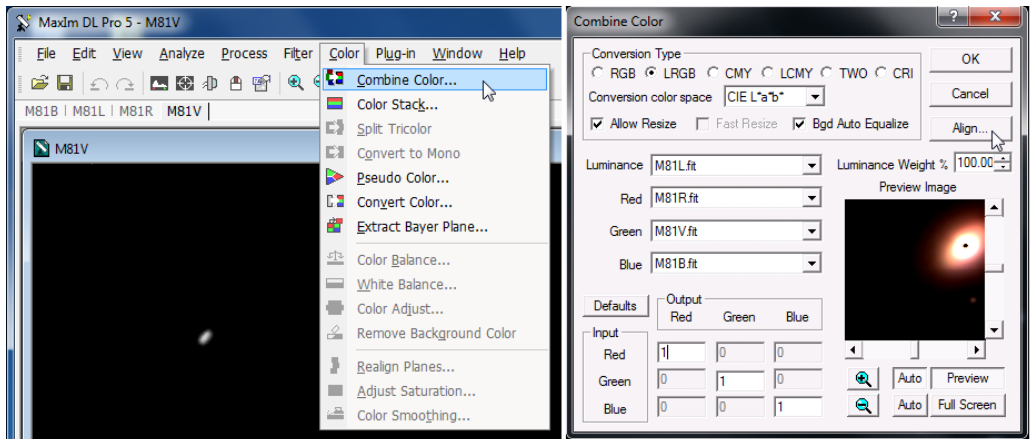 MaxIm DL Pro 5 - M81V
File Edit View Analyze Process Filter Color Plug-in Window Help
M81B | M81L | M81R M81V |
M81V
Combine Color...
Color Stack...
Split Tricolor
Convert to Mono
Pseudo Color...
Convert Color...
Extract Bayer Plane...
Color Balance...
White Balance...
Color Adjust...
Remove Background Color
Realign Planes...
Adjust Saturation...
Color Smoothing...
Combine Color
Conversion Type
RGB LRGB CMY LCMY TWO CRI
Conversion color space CIE L*a*b*
Allow Resize Fast Resize Bgd Auto Equalize
OK
Cancel
Align...
Luminance M81L.fit
Luminance Weight % 100.00
Red M81R.fit
Green M81V.fit
Blue M81B.fit
Preview Image
Defaults
Output
Red Green Blue
Input
Red 1 0 0
Green 0 1 0
Blue 0 0 1
Auto Preview
Auto Full Screen